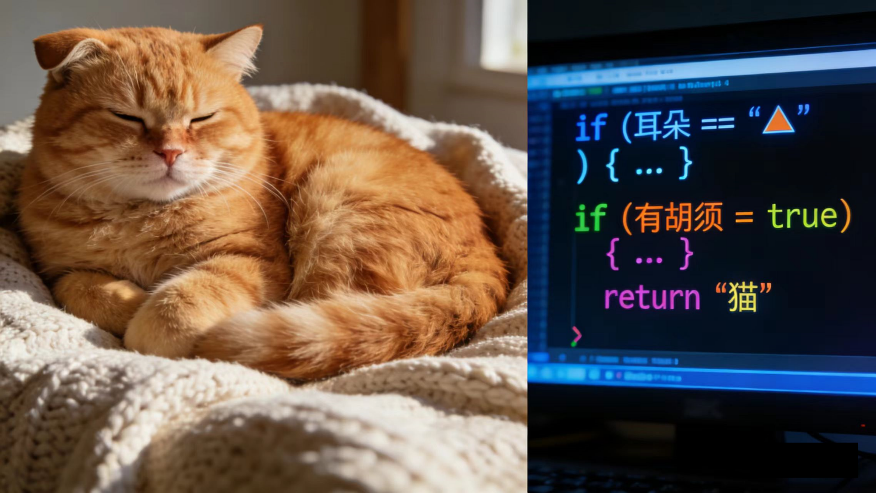 if (耳朵 == “▲”
) { ... }
if (有胡须 = true)
{ ... }
return “猫”